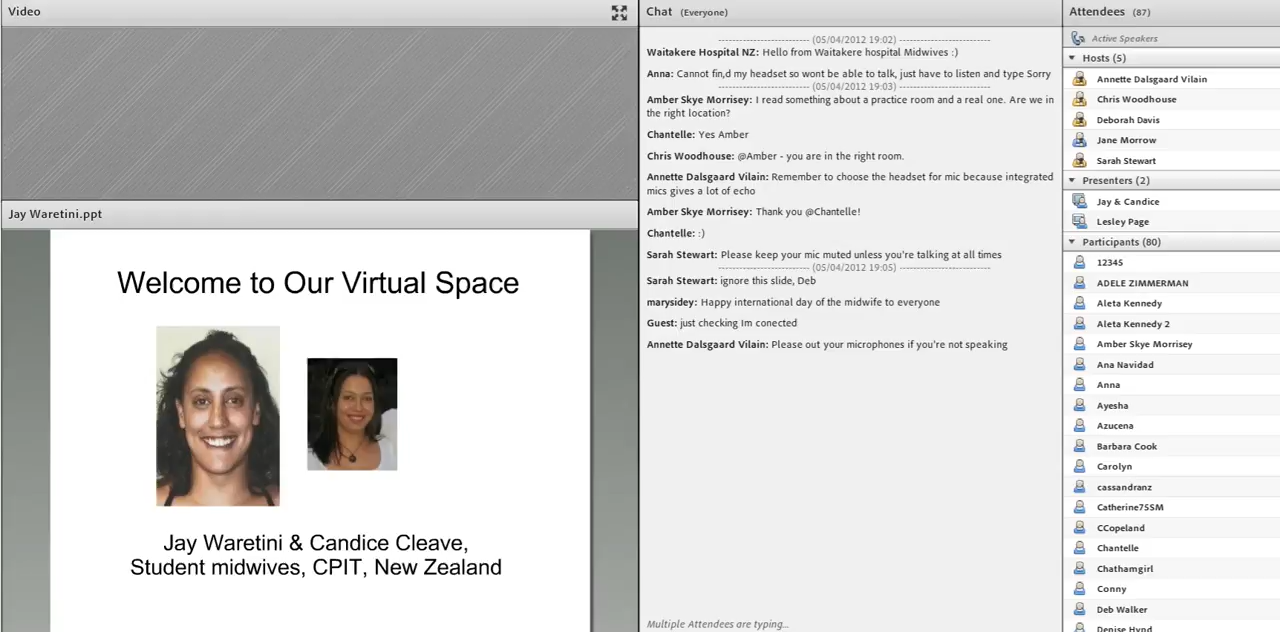 Video
Jay Waretini.ppt
Welcome to Our Virtual Space
Jay Waretini & Candice Cleave,
Student midwives, CPIT, New Zealand
Chat (Everyone)
------------------------ (05/04/2012 19:02) ------------------------
Waitakere Hospital NZ: Hello from Waitakere hospital Midwives :)
Anna: Cannot fin,d my headset so wont be able to talk, just have to listen and type Sorry
------------------------ (05/04/2012 19:03) ------------------------
Amber Skye Morrisey: I read something about a practice room and a real one. Are we in
the right location?
Chantelle: Yes Amber
Chris Woodhouse: @Amber - you are in the right room.
Annette Dalsgaard Vilain: Remember to choose the headset for mic because integrated
mics gives a lot of echo
Amber Skye Morrisey: Thank you @Chantelle!
Chantelle: :)
Sarah Stewart: Please keep your mic muted unless you're talking at all times
------------------------ (05/04/2012 19:05) ------------------------
Sarah Stewart: ignore this slide, Deb
marysidey: Happy international day of the midwife to everyone
Guest: just checking Im conected
Annette Dalsgaard Vilain: Please out your microphones if you're not speaking
Multiple Attendees are typing...
Attendees (87)
Active Speakers
Hosts (5)
Annette Dalsgaard Vilain
Chris Woodhouse
Deborah Davis
Jane Morrow
Sarah Stewart
Presenters (2)
Jay & Candice
Lesley Page
Participants (80)
12345
ADELE ZIMMERMAN
Aleta Kennedy
Aleta Kennedy 2
Amber Skye Morrisey
Ana Navidad
Anna
Ayesha
Azucena
Barbara Cook
Carolyn
cassandranz
Catherine75SM
CCopeland
Chantelle
Chathamgirl
Conny
Deb Walker
Denise Hynd